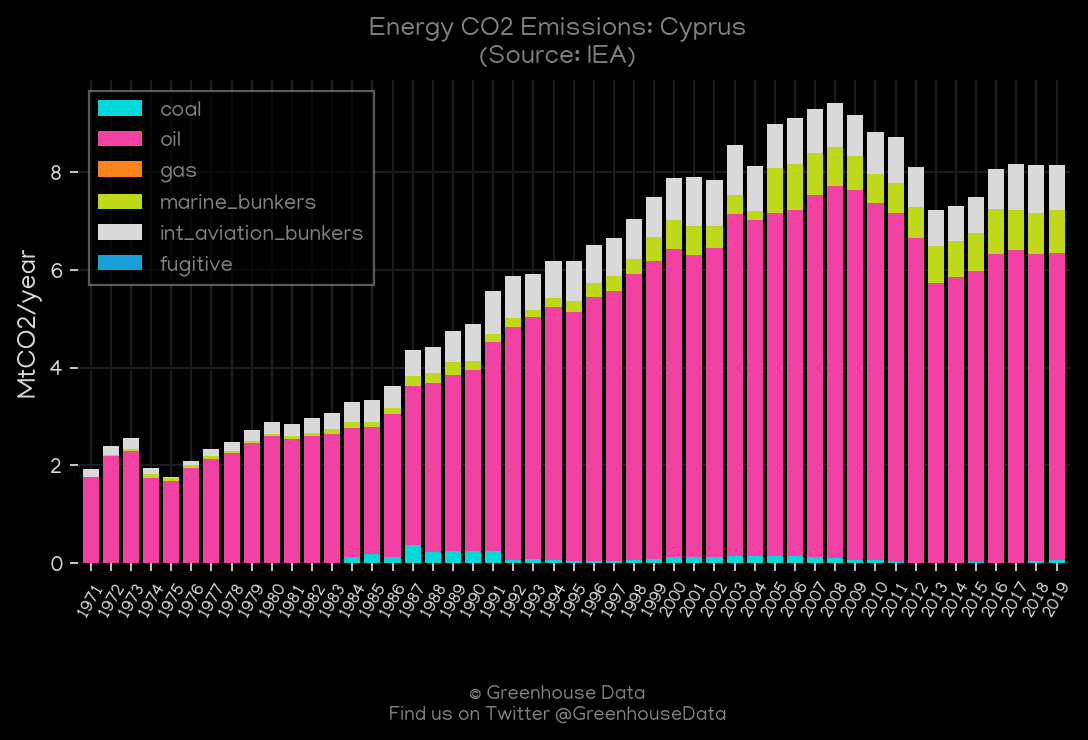 Energy CO2 Emissions: Cyprus
(Source: IEA)
coal
oil
gas
marine_bunkers
int_aviation_bunkers
fugitive
MtCO2/year
8
6
4
2
0
1971 1972 1973 1974 1975 1976 1977 1978 1979 1980 1981 1982 1983 1984 1985 1986 1987 1988 1989 1990 1991 1992 1993 1994 1995 1996 1997 1998 1999 2000 2001 2002 2003 2004 2005 2006 2007 2008 2009 2010 2011 2012 2013 2014 2015 2016 2017 2018 2019
© Greenhouse Data
Find us on Twitter @GreenhouseData